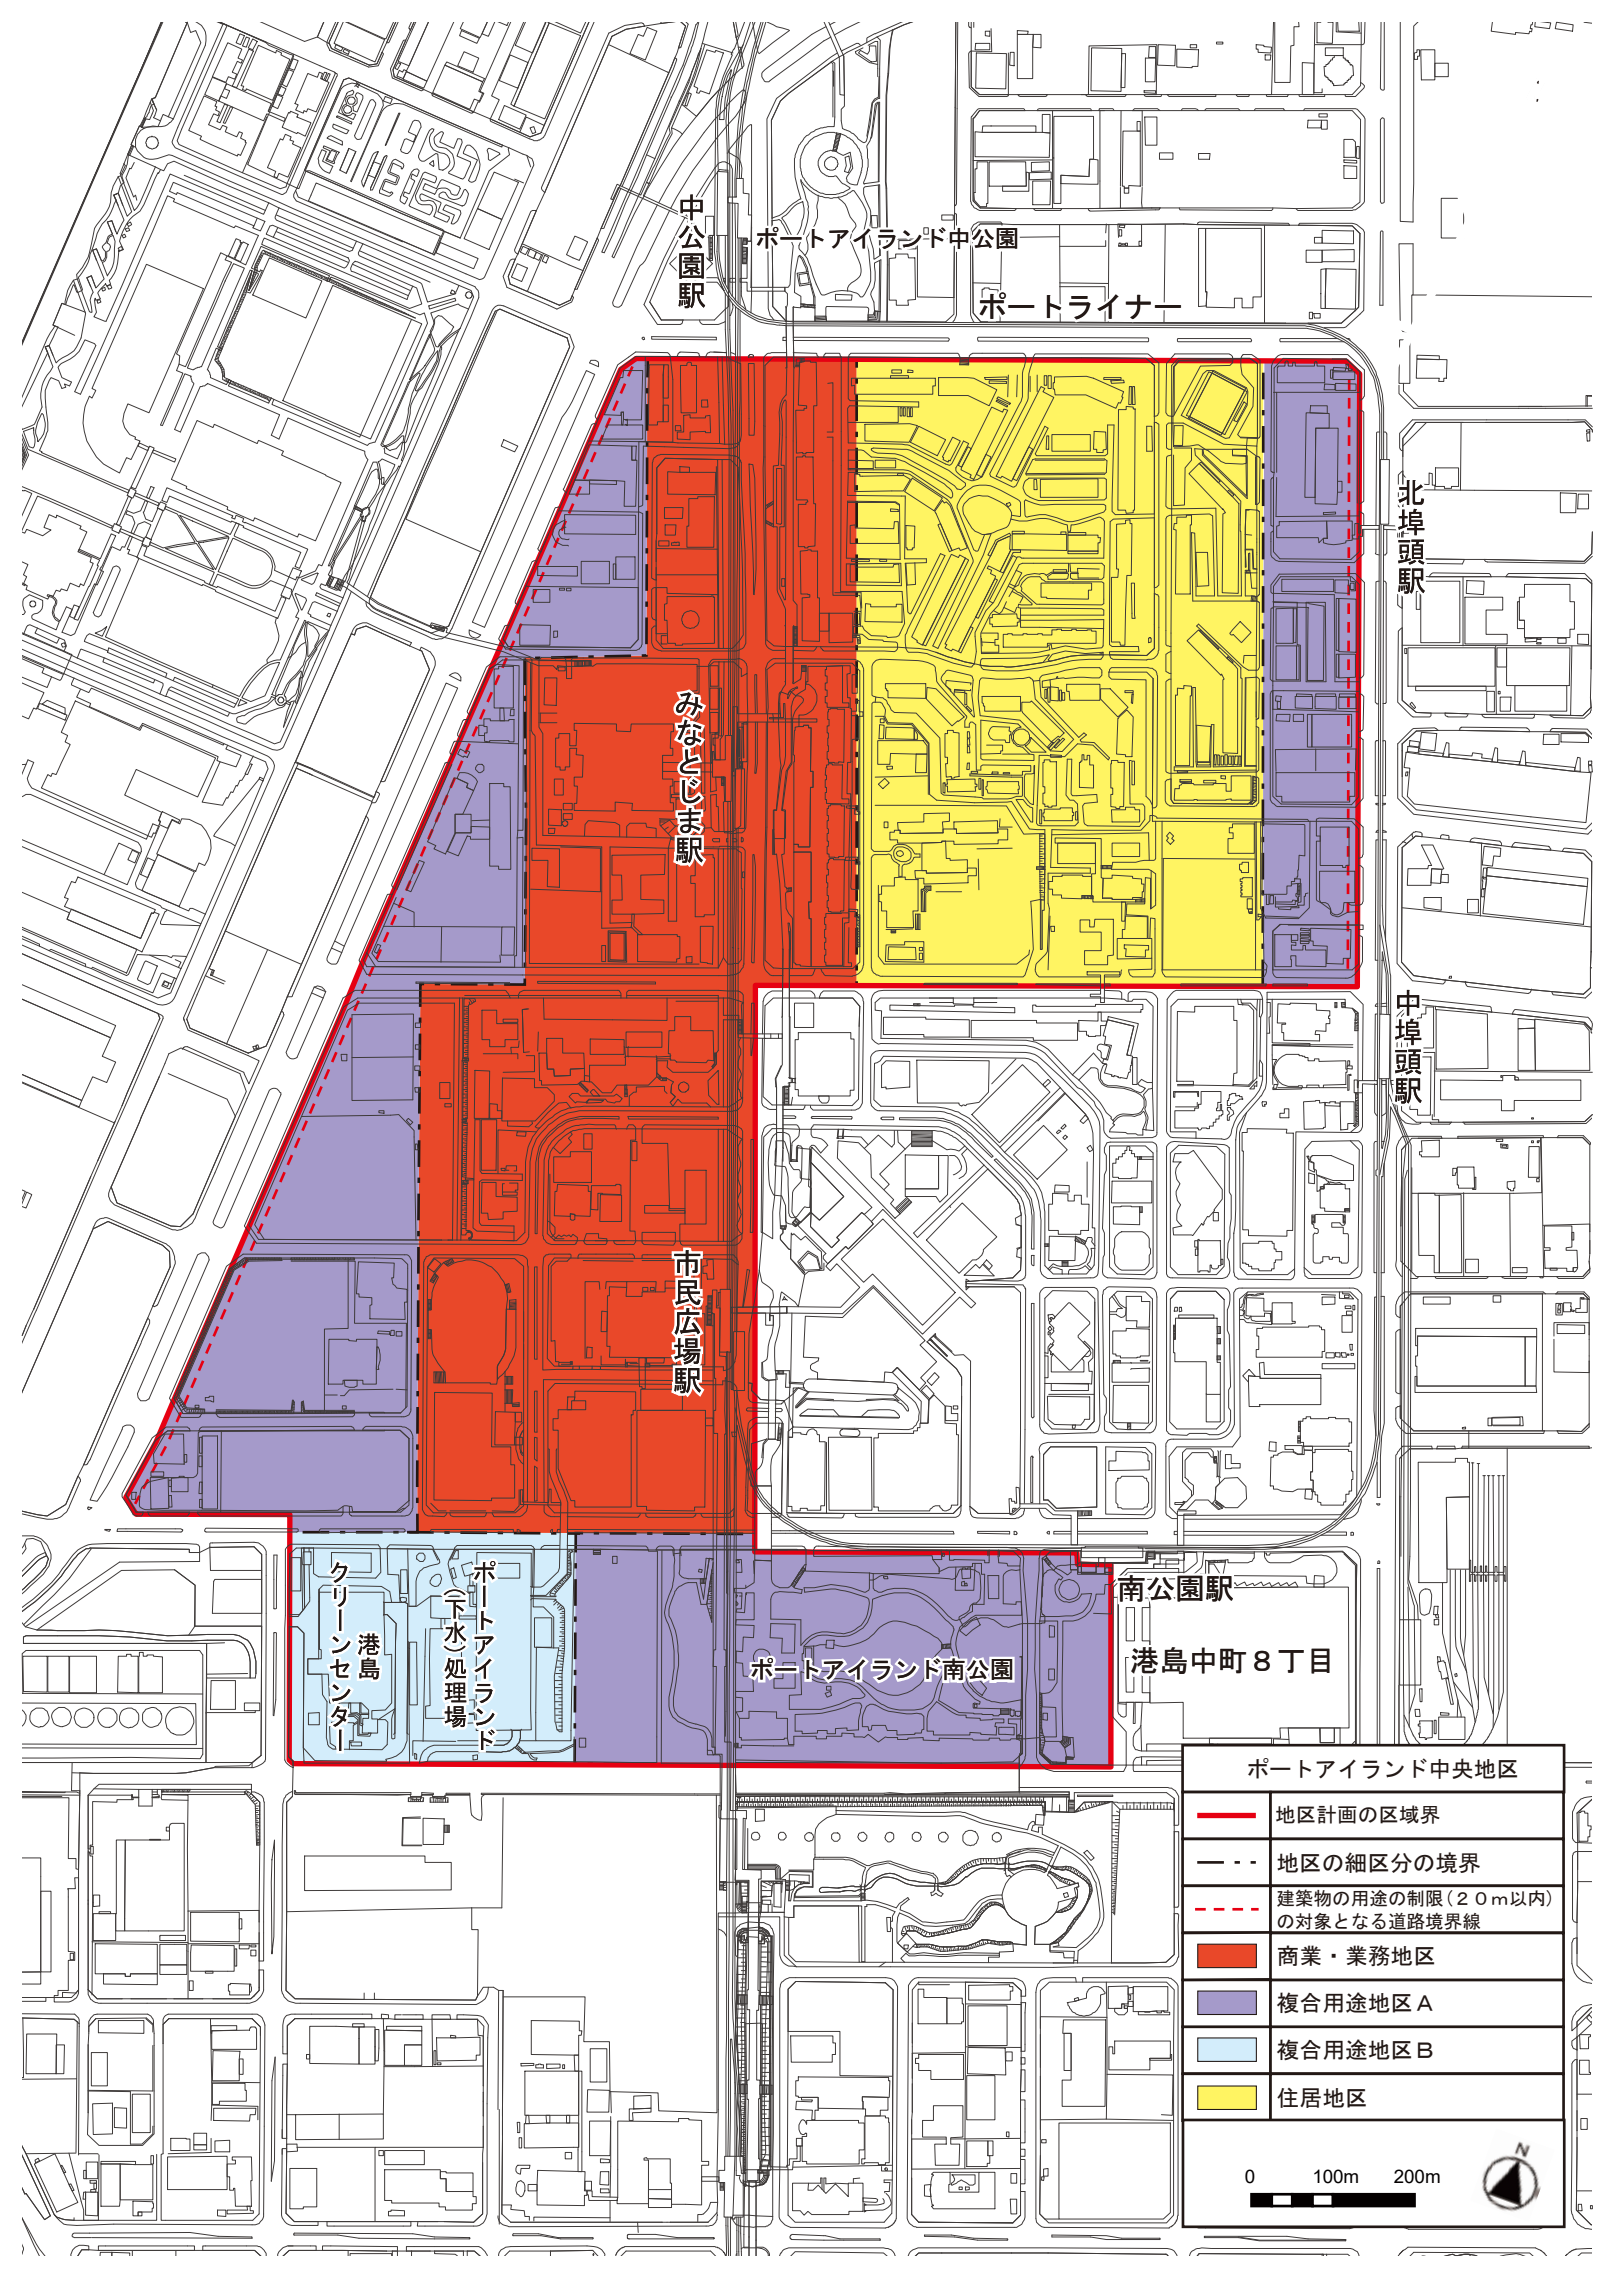 中公園駅
ポートアイランド中公園
ポートライナー
北埠頭駅
みなとじま駅
中埠頭駅
市民広場駅
南公園駅
港島
クリーンセンター
ポートアイランド
（下水）処理場
ポートアイランド南公園
港島中町８丁目
ポートアイランド中央地区
地区計画の区域界
地区の細区分の境界
建築物の用途の制限（２０ｍ以内）
の対象となる道路境界線
商業・業務地区
複合用途地区Ａ
複合用途地区Ｂ
住居地区
N
0 100m 200m